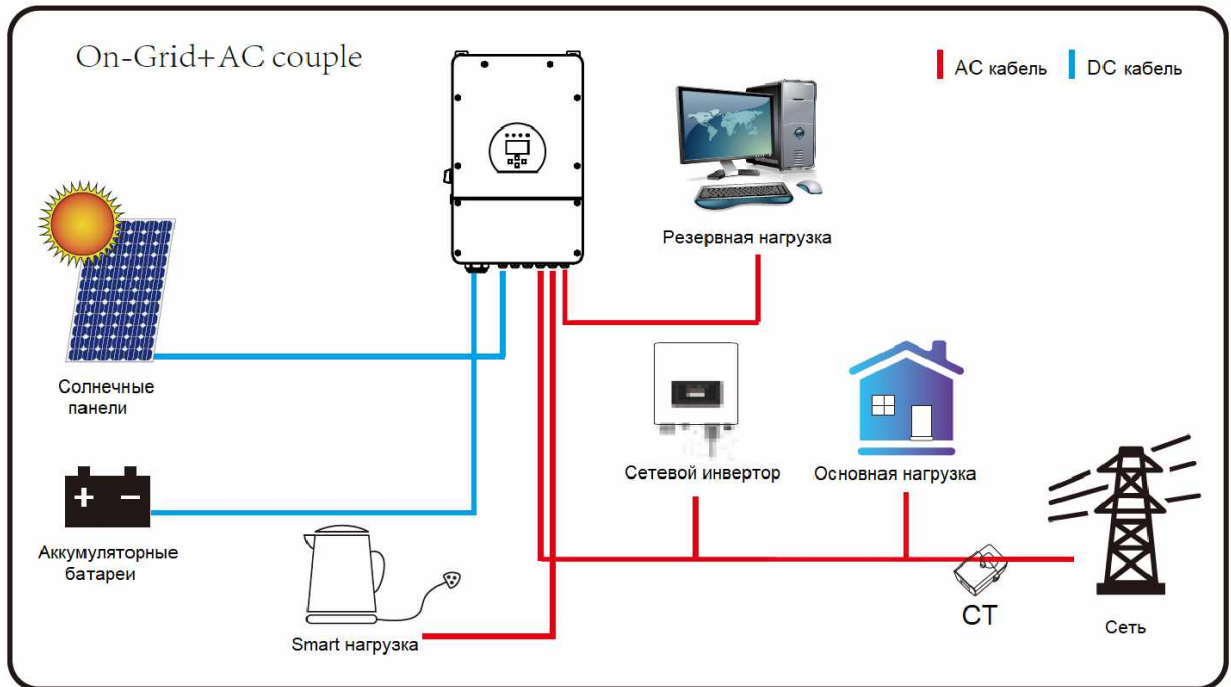 On-Grid+AC couple
AC кабель
DC кабель
Резервная нагрузка
Солнечные
панели
Сетевой инвертор
Основная нагрузка
+ −
Аккумуляторные
батареи
Smart нагрузка
CT
Сеть